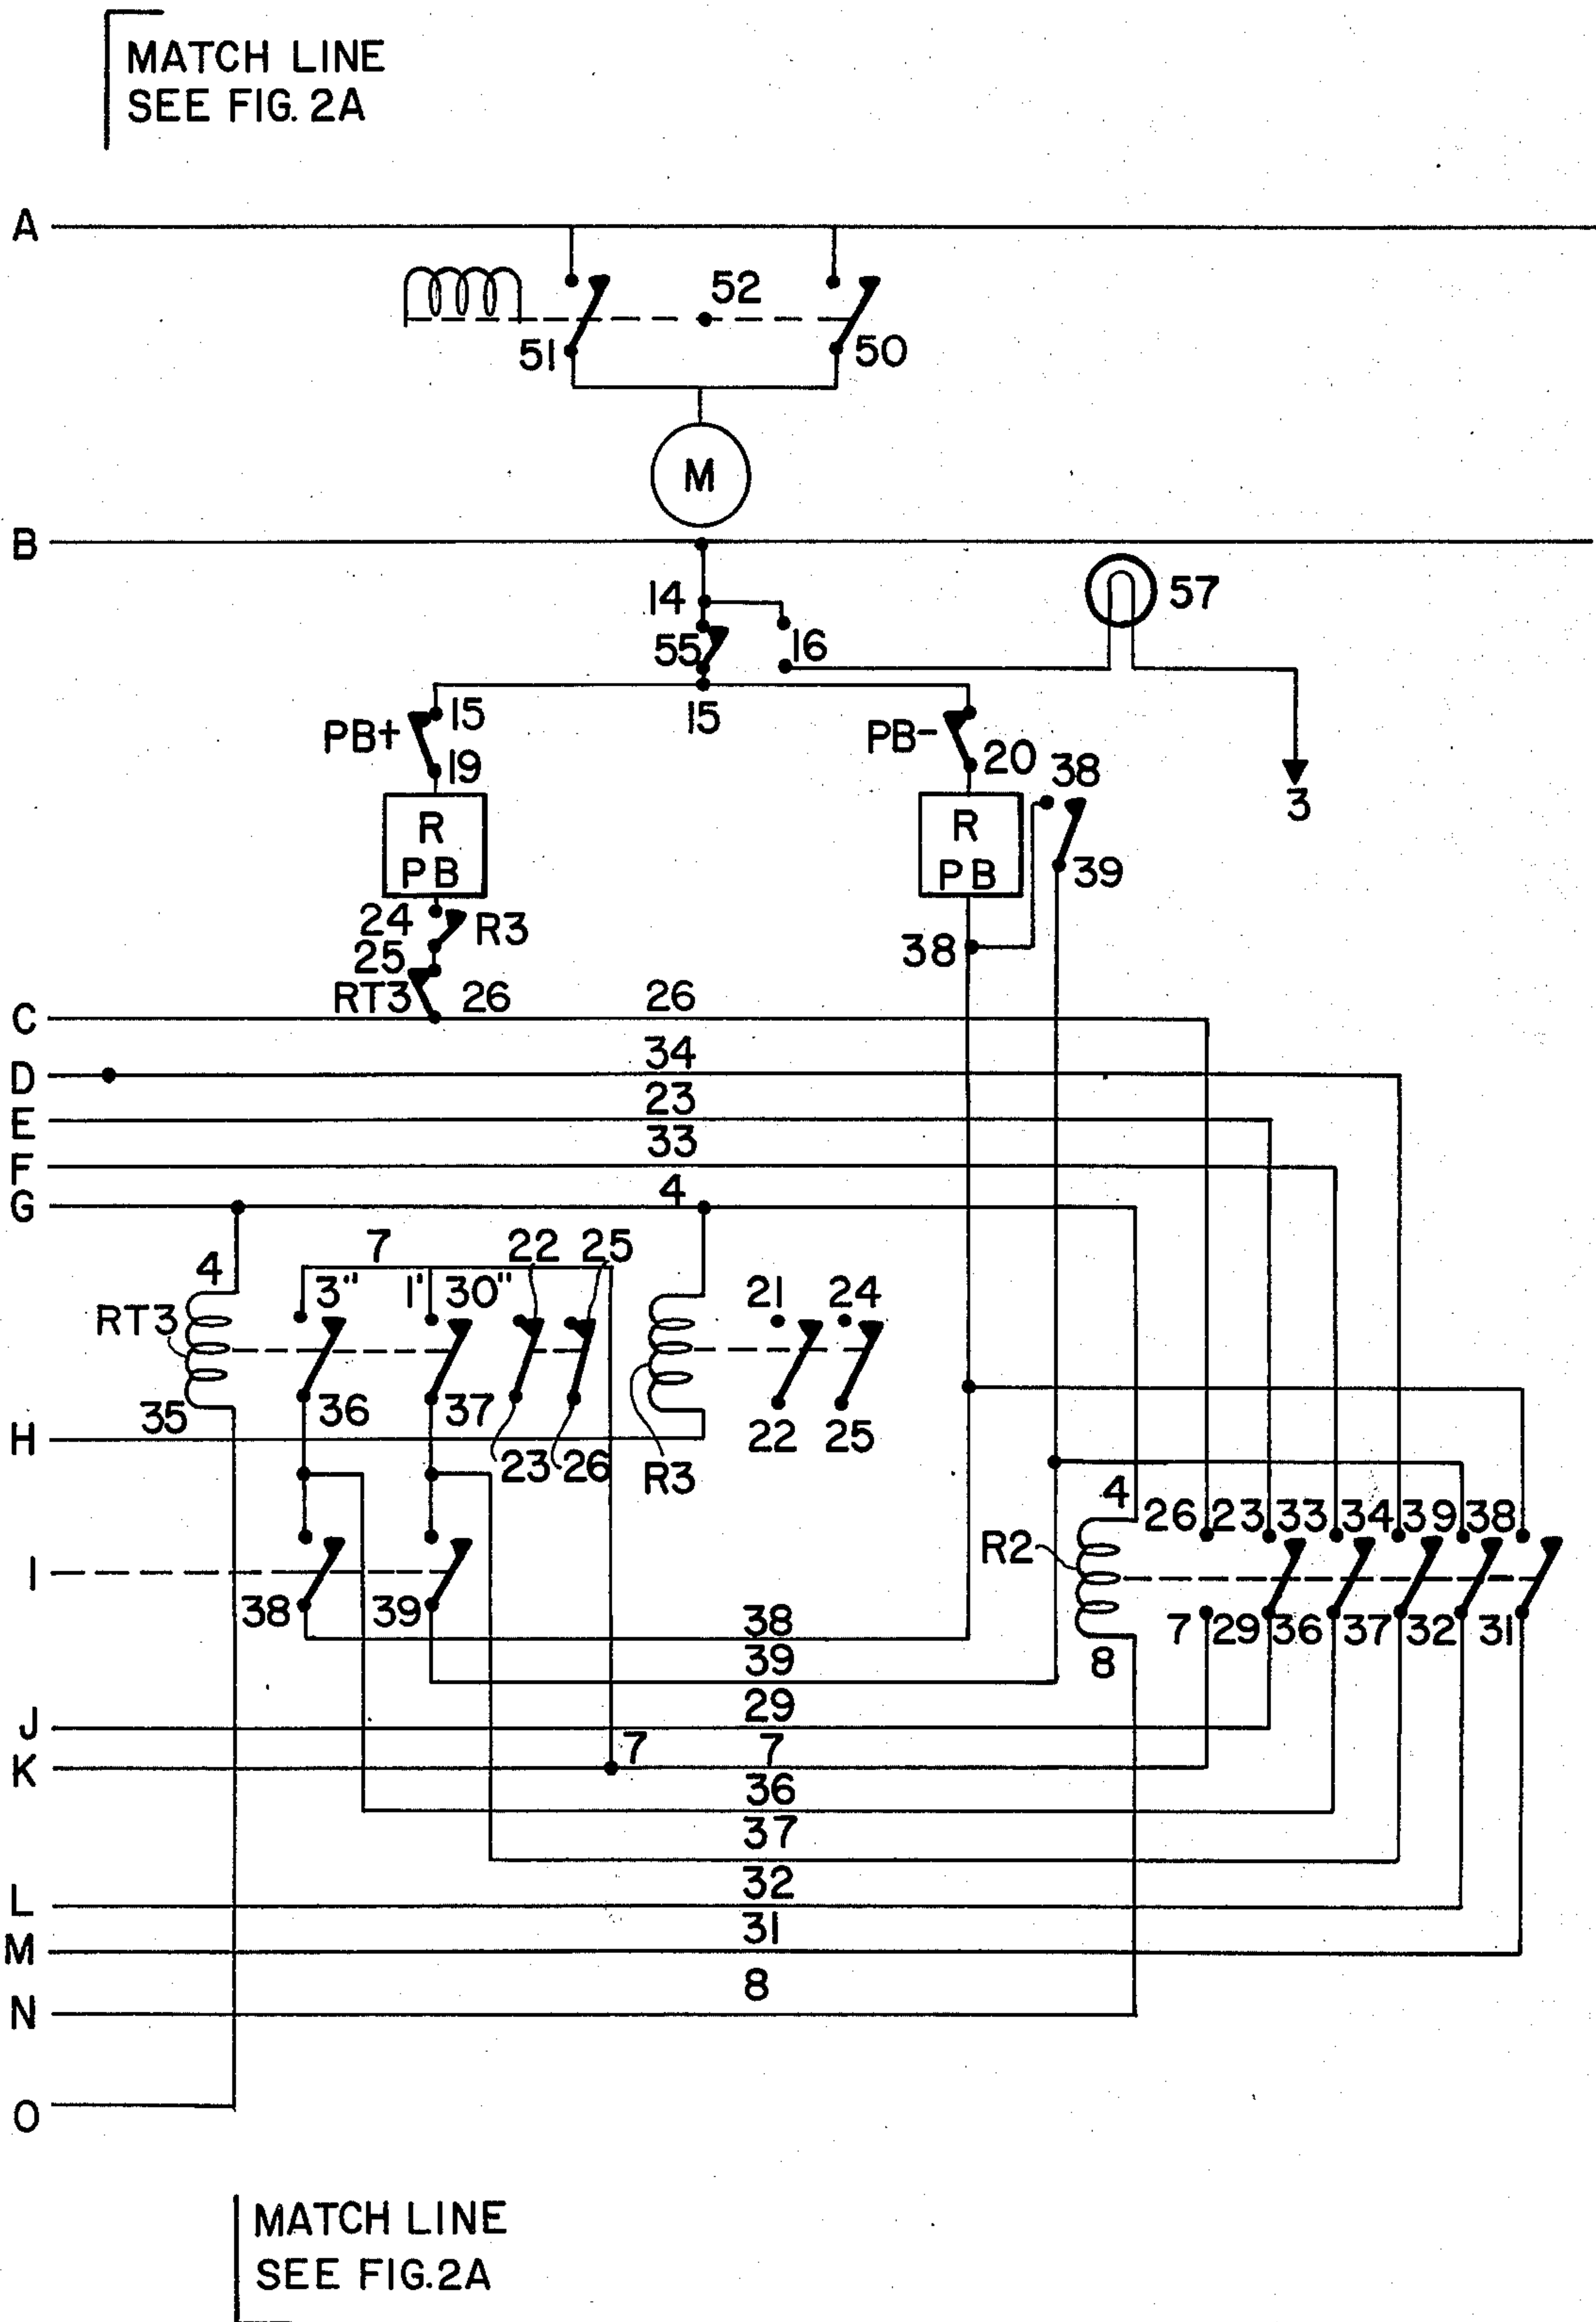 MATCH LINE
SEE FIG. 2A
A
52
51
50
M
B
14
57
55
16
15
15
PB+
PB-
19
20
38
3
R
PB
R
PB
39
24
R3
25
38
RT3
26
26
C
34
D
23
E
33
F
4
G
7
22
25
4
3"
1'
30"
21
24
RT3
36
37
35
22
25
H
23
26
R3
4
26
23
33
34
39
38
R2
I
38
39
38
7
29
36
37
32
31
39
8
29
J
7
7
K
36
37
32
L
31
M
8
N
O
MATCH LINE
SEE FIG.2A